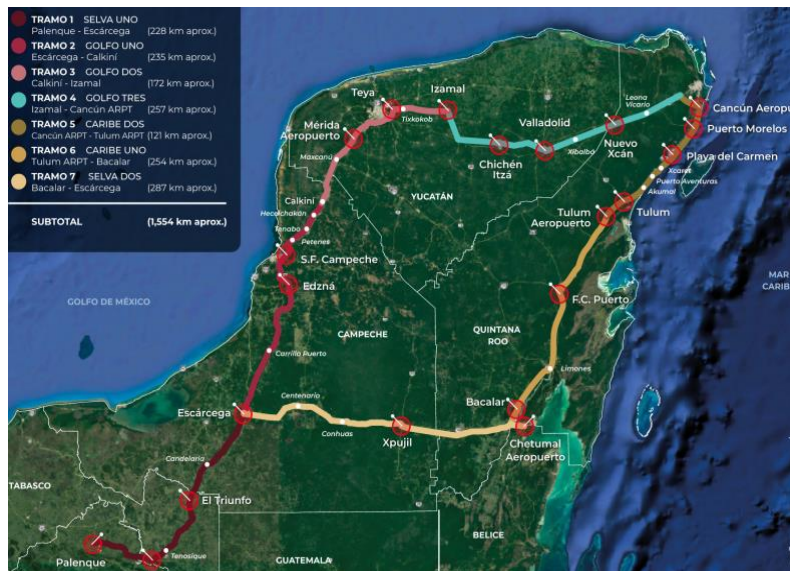 TRAMO 1 SELVA UNO
Palenque - Escárcega (228 km aprox.)
TRAMO 2 GOLFO UNO
Escárcega - Calkiní (235 km aprox.)
TRAMO 3 GOLFO DOS
Calkiní - Izamal (172 km aprox.)
TRAMO 4 GOLFO TRES
Izamal - Cancún ARPT (257 km aprox.)
TRAMO 5 CARIBE DOS
Cancún ARPT - Tulum ARPT (121 km aprox.)
TRAMO 6 CARIBE UNO
Tulum ARPT - Bacalar (254 km aprox.)
TRAMO 7 SELVA DOS
Bacalar - Escárcega (287 km aprox.)
SUBTOTAL (1,554 km aprox.)
Teya
Izamal
Tixkokob
Mérida
Aeropuerto
Maxcanú
Valladolid
Leona
Vicario
Cancún Aeropu
Puerto Morelos
Nuevo
Xcán
Xibalbá
Chichén
Itzá
Playa del Carmen
Xcaret
Puerto Aventuras
Akumal
YUCATÁN
Calkiní
Hecelchakán
Tenabo
Petenes
S.F. Campeche
Edzná
Tulum
Aeropuerto
Tulum
GOLFO DE MÉXICO
MAR
CARIB
F.C. Puerto
CAMPECHE
QUINTANA
ROO
Carrillo Puerto
Limones
Escárcega
Centenario
Conhuas
Xpujil
Bacalar
Chetumal
Aeropuerto
Candelaria
TABASCO
El Triunfo
Tenosique
Palenque
GUATEMALA
BELICE